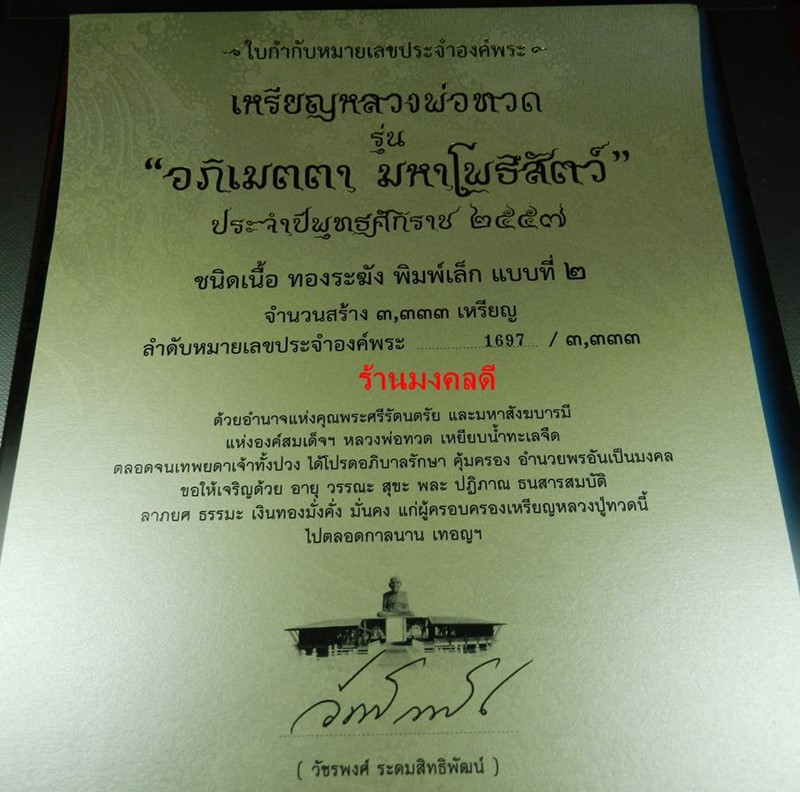 ใบกำกับหมายเลขประจำองค์พระ
เหรียญหลวงพ่อทวด
รุ่น
“อภิเมตตา มหาโพธิสัตว์”
ประจำปีพุทธศักราช ๒๕๕๗
ชนิดเนื้อ ทองระฆัง พิมพ์เล็ก แบบที่ ๒
จำนวนสร้าง ๓,๓๓๓ เหรียญ
ลำดับหมายเลขประจำองค์พระ 1697 / ๓,๓๓๓
ร้านมงคลดี
ด้วยอำนาจแห่งคุณพระศรีรัตนตรัย และมหาสังฆบารมี
แห่งองค์สมเด็จฯ หลวงพ่อทวด เหยียบน้ำทะเลจืด
ตลอดจนเทพยดาเจ้าทั้งปวง ได้โปรดอภิบาลรักษา คุ้มครอง อำนวยพรอันเป็นมงคล
ขอให้เจริญด้วย อายุ วรรณะ สุขะ พละ ปฏิภาณ ธนสารสมบัติ
ลาภยศ ธรรมะ เงินทองมั่งคั่ง มั่นคง แก่ผู้ครอบครองเหรียญหลวงปู่ทวดนี้
ไปตลอดกาลนาน เทอญฯ
( วัชรพงศ์ ระดมสิทธิพัฒน์ )